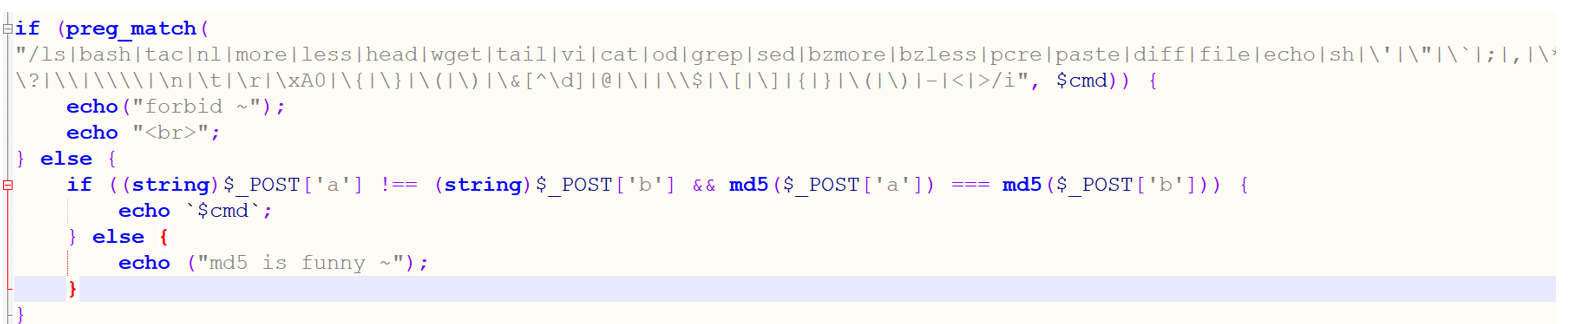 if (preg_match(
"/ls|bash|tac|nl|more|less|head|wget|tail|vi|cat|od|grep|sed|bzmore|bzless|pcre|paste|diff|file|echo|sh|\'|\"|\`|;|,|\*
\?|\\|\\\\|\n|\t|\r|\xA0|\{|\}|\(|\)|\&[^\d]|@|\||\\$|\[|\]|{|}|\(|\)|-|<|>/i", $cmd)) {
echo("forbid ~");
echo "<br>";
} else {
if ((string)$_POST['a'] !== (string)$_POST['b'] && md5($_POST['a']) === md5($_POST['b'])) {
echo `$cmd`;
} else {
echo ("md5 is funny ~");
}
}